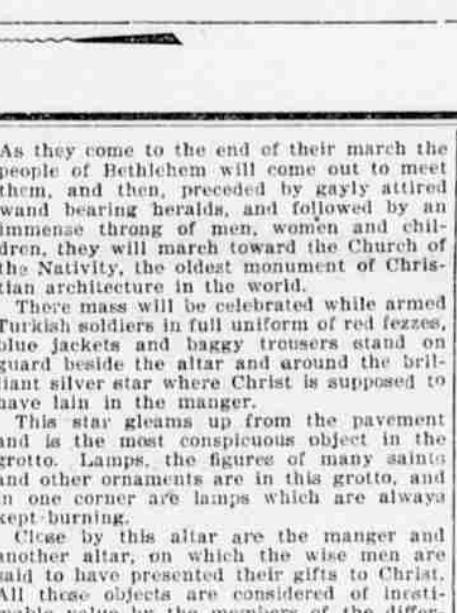 As they come to the end of their march the
people of Bethlehem will come out to meet
them, and then, preceded by gayly attired
wand bearing heralds, and followed by an
immense throng of men, women and chil-
dren, they will march toward the Church of
the Nativity, the oldest monument of Chris-
tian architecture in the world.
There mass will be celebrated while armed
Turkish soldiers in full uniform of red fezzes,
blue jackets and baggy trousers stand on
guard beside the altar and around the bril-
liant silver star where Christ is supposed to
have lain in the manger.
This star gleams up from the pavement
and is the most conspicuous object in the
grotto. Lamps, the figures of many saints
and other ornaments are in this grotto, and
in one corner are lamps which are always
kept burning.
Close by this altar are the manger and
another altar, on which the wise men are
said to have presented their gifts to Christ.
All these objects are considered of inesti-
mable value by the members of the differ-